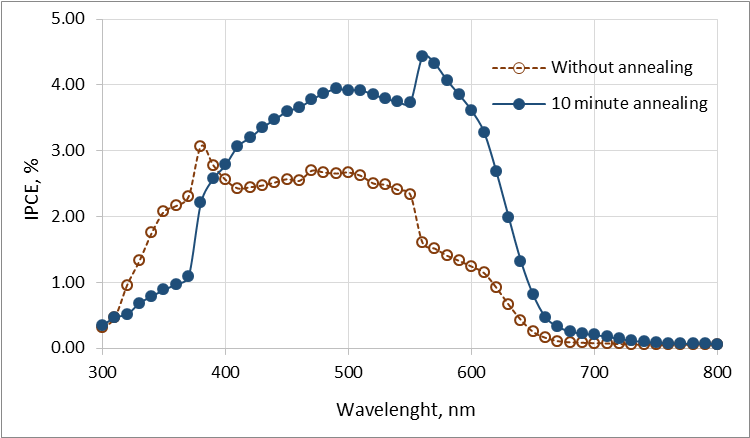 5.00
4.00
3.00
2.00
1.00
0.00
IPCE, %
Without annealing
10 minute annealing
300 400 500 600 700 800
Wavelenght, nm